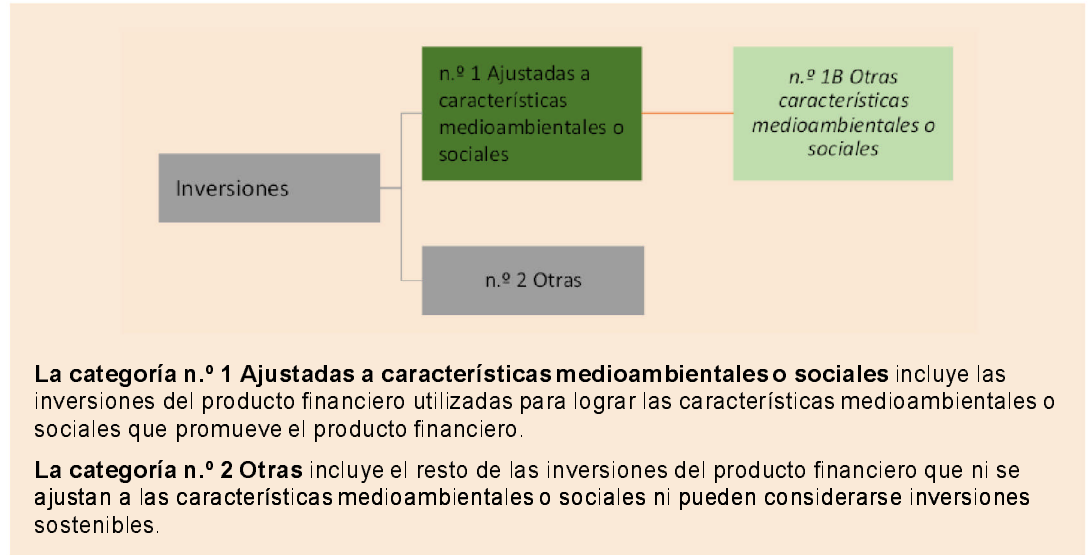 n.º 1 Ajustadas a
características
medioambientales o
sociales
n.º 1B Otras
características
medioambientales o
sociales
Inversiones
n.º 2 Otras
La categoría n.º 1 Ajustadas a características medioambientales o sociales incluye las
inversiones del producto financiero utilizadas para lograr las características medioambientales o
sociales que promueve el producto financiero.
La categoría n.º 2 Otras incluye el resto de las inversiones del producto financiero que ni se
ajustan a las características medioambientales o sociales ni pueden considerarse inversiones
sostenibles.